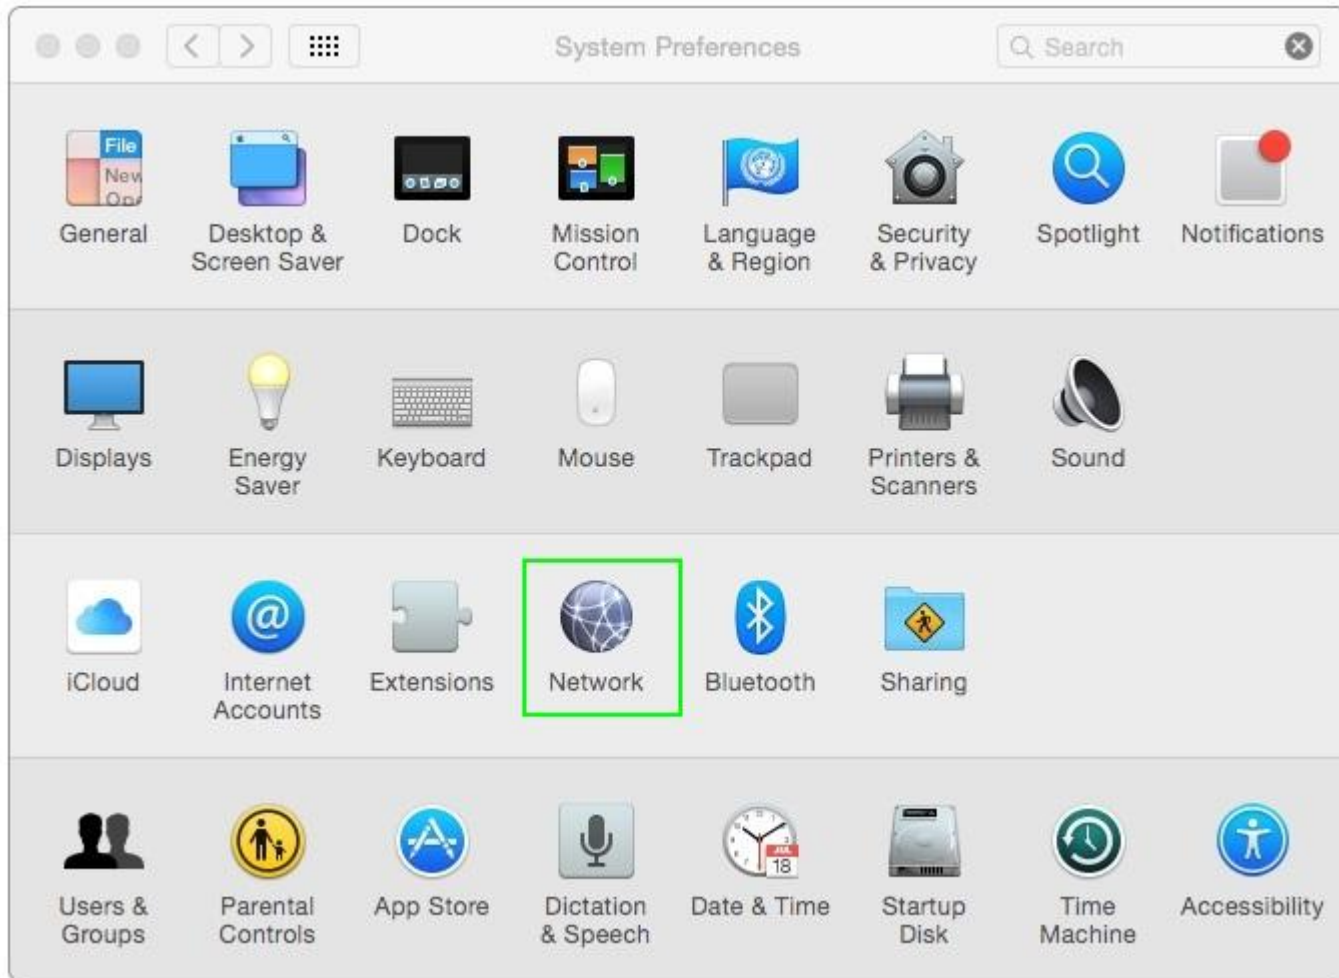 System Preferences
Search
File
New
Ope
General
Desktop &
Screen Saver
Dock
Mission
Control
Language
& Region
Security
& Privacy
Spotlight
Notifications
Displays
Energy
Saver
Keyboard
Mouse
Trackpad
Printers &
Scanners
Sound
iCloud
@
Internet
Accounts
Extensions
Network
Bluetooth
Sharing
Users &
Groups
Parental
Controls
App Store
Dictation
& Speech
JUL
18
Date & Time
Startup
Disk
Time
Machine
Accessibility